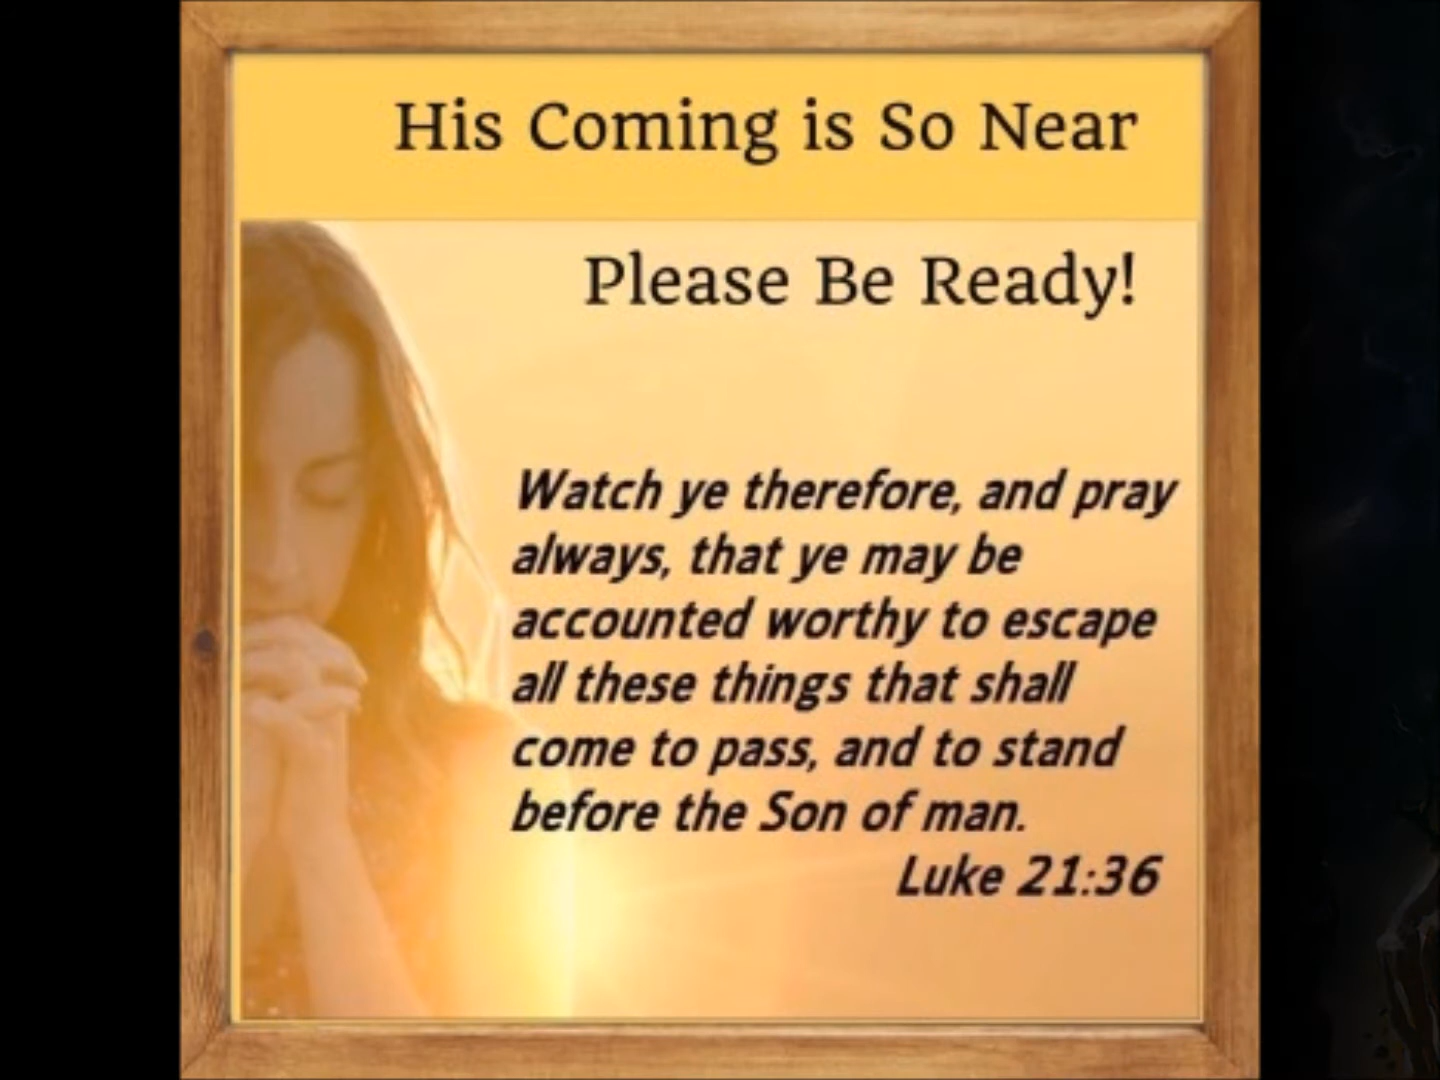 His Coming is So Near
Please Be Ready!
Watch ye therefore, and pray
always, that ye may be
accounted worthy to escape
all these things that shall
come to pass, and to stand
before the Son of man.
Luke 21:36